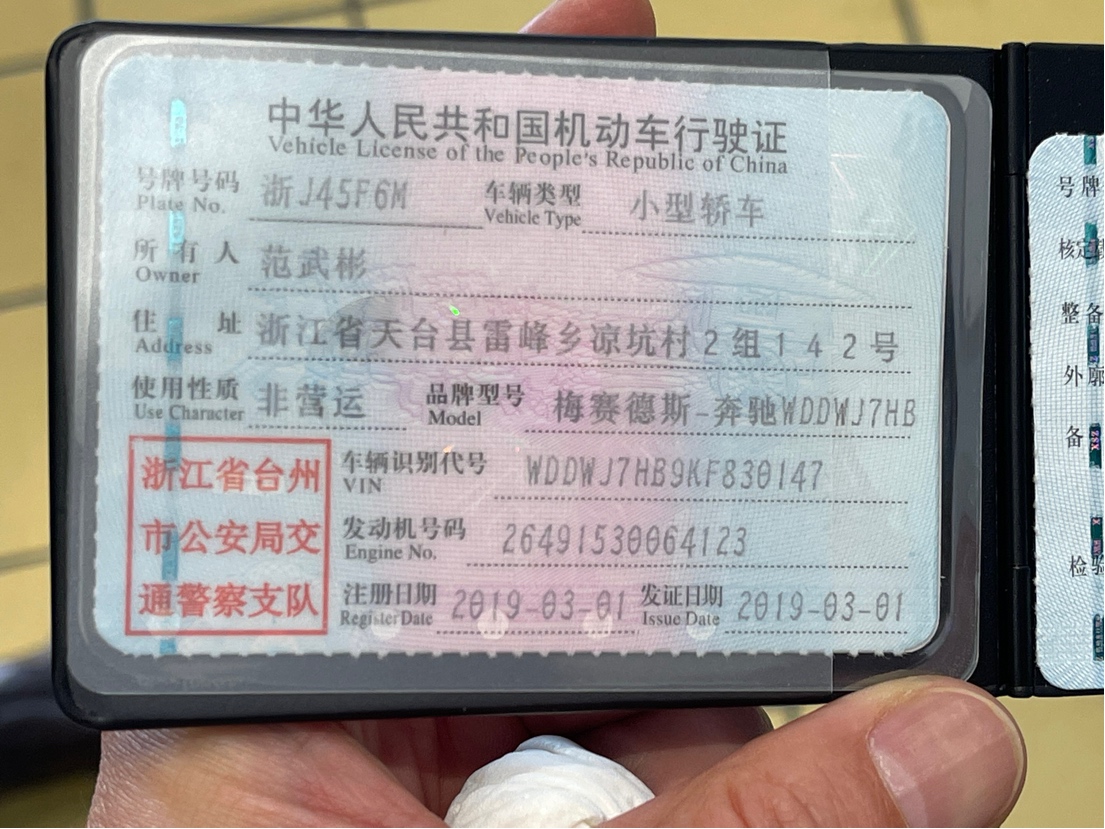 中华人民共和国机动车行驶证
Vehicle License of the People's Republic of China
号牌号码 浙J45F6M 车辆类型 小型轿车
Plate No. Vehicle Type
所有人 范武彬
Owner
住址 浙江省天台县雷峰乡凉坑村2组142号
Address
使用性质 非营运 品牌型号 梅赛德斯-奔驰WDDWJ7HB
Use Character Model
浙江省台州
市公安局交
通警察支队
车辆识别代号 WDDWJ7HB9KF830147
VIN
发动机号码 26491530064123
Engine No.
注册日期 2019-03-01 发证日期 2019-03-01
Register Date Issue Date
号牌
核定
整备
外廓
备
检验